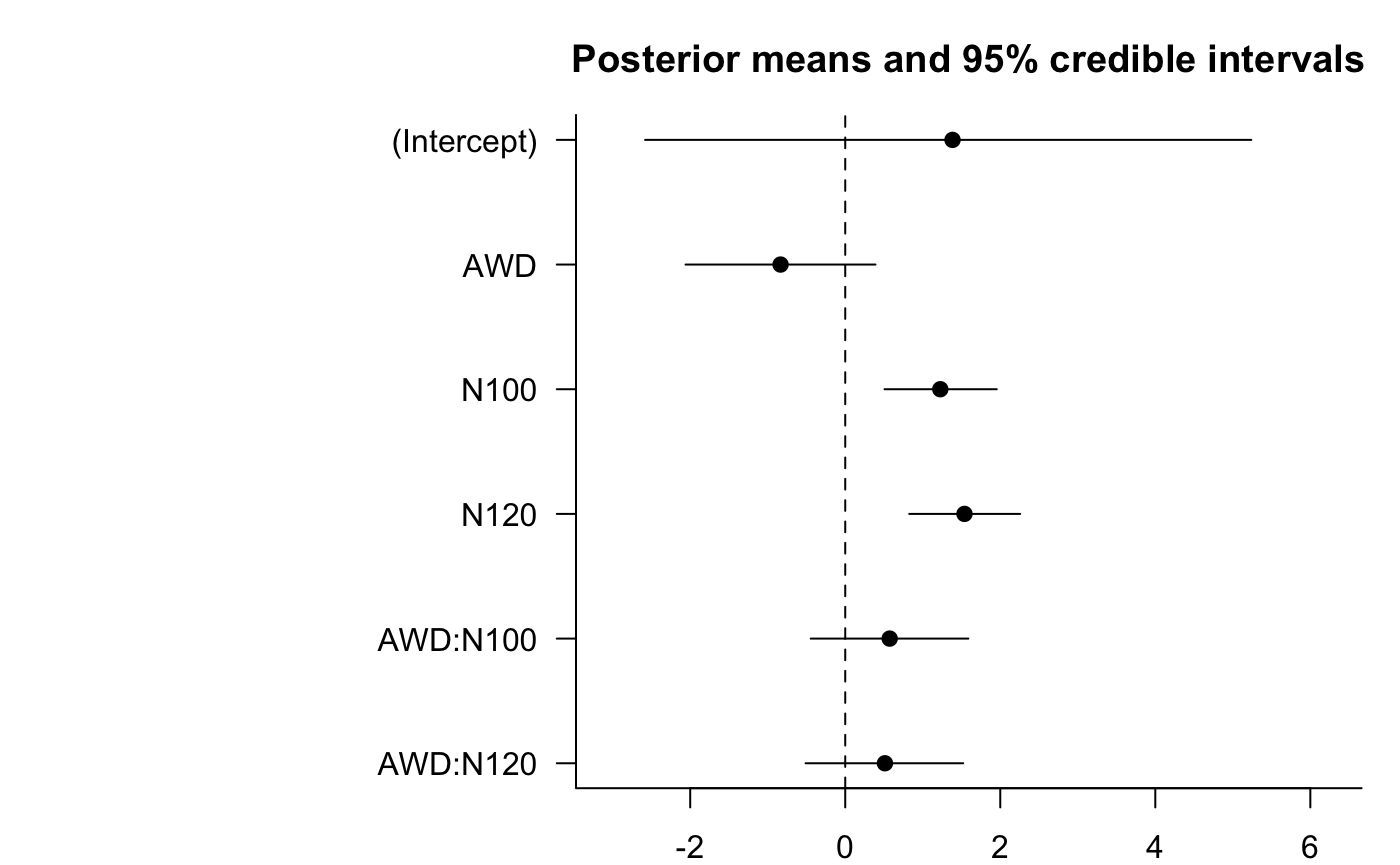 Posterior means and 95% credible intervals
(Intercept)
AWD
N100
N120
AWD:N100
AWD:N120
-2 0 2 4 6